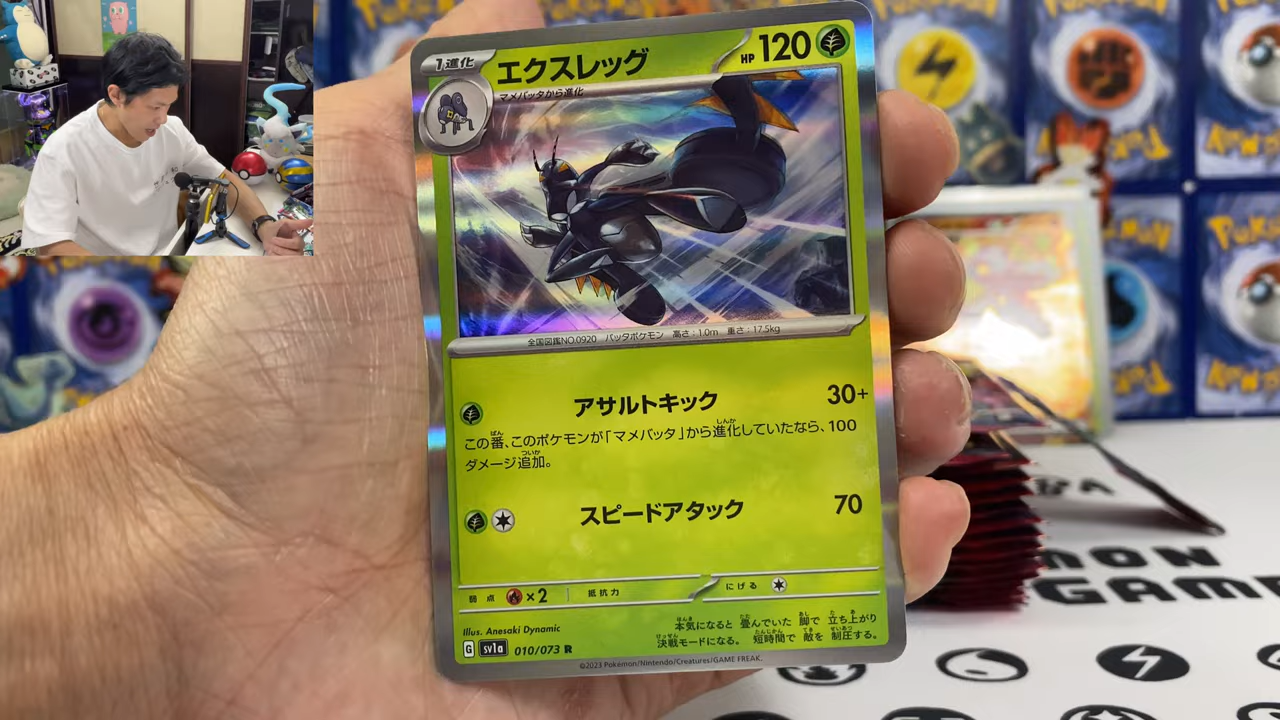 1進化
エクスレッグ
HP 120
マメバッタから進化
全国図鑑NO.0920 バッタポケモン 高さ:1.0m 重さ:17.5kg
アサルトキック 30+
この番、このポケモンが「マメバッタ」から進化していたなら、100
ダメージ追加。
スピードアタック 70
弱点 ×2 抵抗力 にげる
Illus. Anesaki Dynamic
本気になると 畳んでいた 脚で 立ち上がり
決戦モードになる。 短時間で 敵を 制圧する。
G sv1a 010/073 R
©2023 Pokémon/Nintendo/Creatures/GAME FREAK.